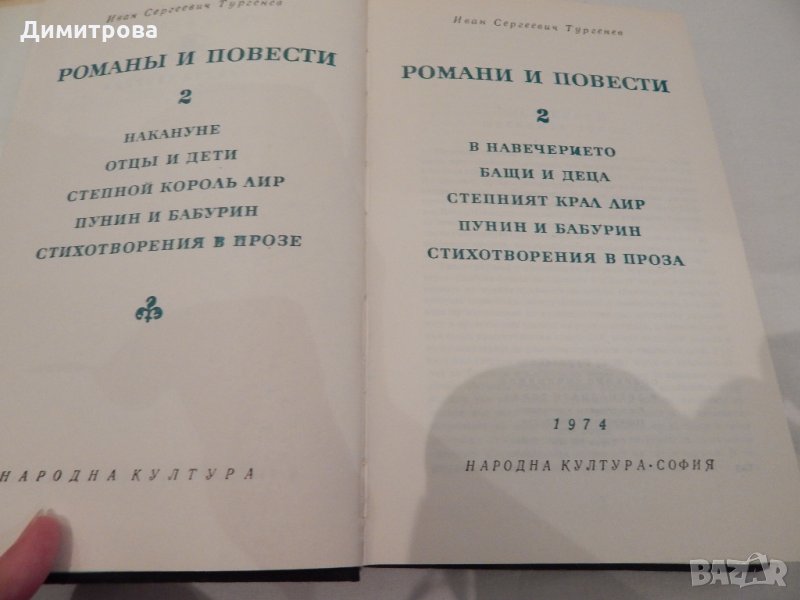 Димитрова
Иван Сергеевич Тургенев
РОМАНЫ И ПОВЕСТИ
2
НАКАНУНЕ
ОТЦЫ И ДЕТИ
СТЕПНОЙ КОРОЛЬ ЛИР
ПУНИН И БАБУРИН
СТИХОТВОРЕНИЯ В ПРОЗЕ
НАРОДНА КУЛТУРА
Иван Сергеевич Тургенев
РОМАНИ И ПОВЕСТИ
2
В НАВЕЧЕРИЕТО
БАЩИ И ДЕЦА
СТЕПНИЯТ КРАЛ ЛИР
ПУНИН И БАБУРИН
СТИХОТВОРЕНИЯ В ПРОЗА
1974
НАРОДНА КУЛТУРА • СОФИЯ
BAZAR